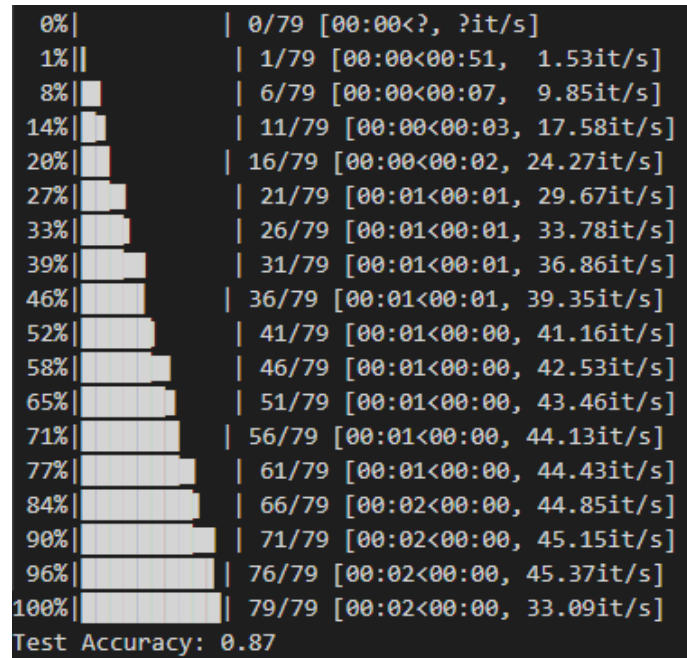 0%|          | 0/79 [00:00<?, ?it/s]
1%|▏         | 1/79 [00:00<00:51,  1.53it/s]
8%|▊         | 6/79 [00:00<00:07,  9.85it/s]
14%|█▍        | 11/79 [00:00<00:03, 17.58it/s]
20%|██        | 16/79 [00:00<00:02, 24.27it/s]
27%|██▋       | 21/79 [00:01<00:01, 29.67it/s]
33%|███▎      | 26/79 [00:01<00:01, 33.78it/s]
39%|███▉      | 31/79 [00:01<00:01, 36.86it/s]
46%|████▌     | 36/79 [00:01<00:01, 39.35it/s]
52%|█████▏    | 41/79 [00:01<00:00, 41.16it/s]
58%|█████▊    | 46/79 [00:01<00:00, 42.53it/s]
65%|██████▍   | 51/79 [00:01<00:00, 43.46it/s]
71%|███████   | 56/79 [00:01<00:00, 44.13it/s]
77%|███████▋  | 61/79 [00:01<00:00, 44.43it/s]
84%|████████▎ | 66/79 [00:02<00:00, 44.85it/s]
90%|████████▉ | 71/79 [00:02<00:00, 45.15it/s]
96%|█████████▌| 76/79 [00:02<00:00, 45.37it/s]
100%|██████████| 79/79 [00:02<00:00, 33.09it/s]
Test Accuracy: 0.87